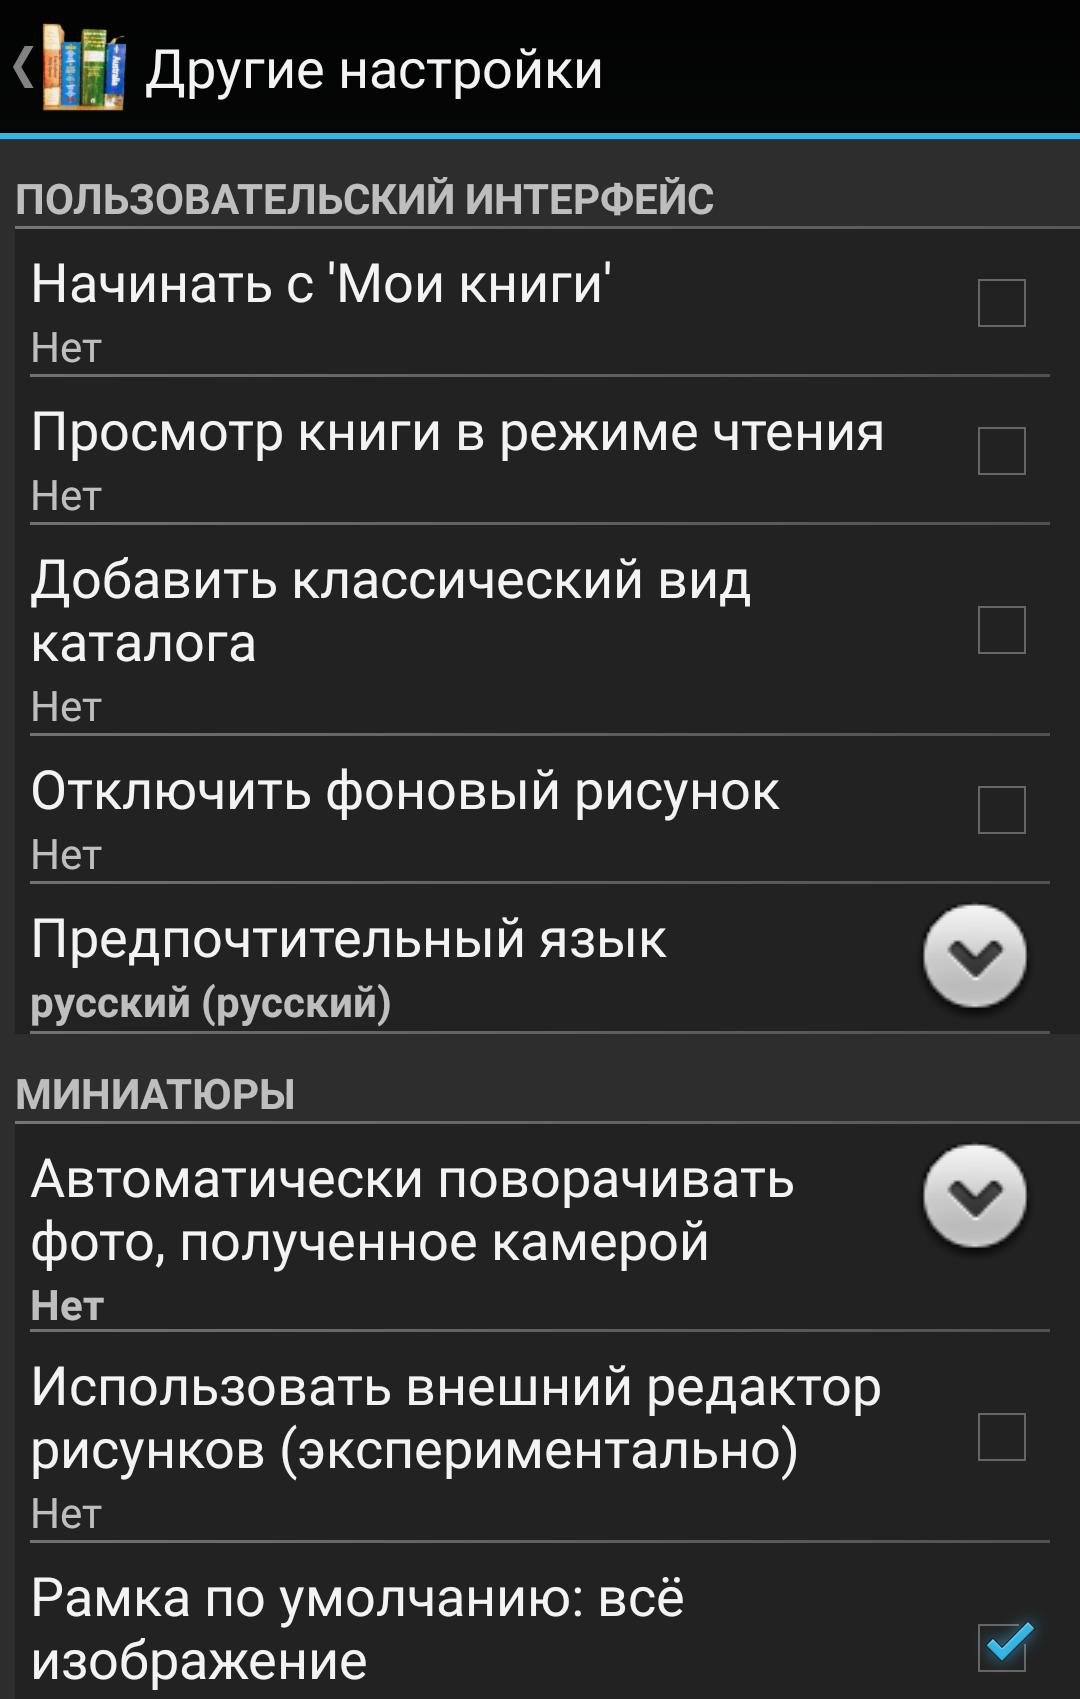 Другие настройки
ПОЛЬЗОВАТЕЛЬСКИЙ ИНТЕРФЕЙС
Начинать с 'Мои книги'
Нет
Просмотр книги в режиме чтения
Нет
Добавить классический вид
каталога
Нет
Отключить фоновый рисунок
Нет
Предпочтительный язык
русский (русский)
МИНИАТЮРЫ
Автоматически поворачивать
фото, полученное камерой
Нет
Использовать внешний редактор
рисунков (экспериментально)
Нет
Рамка по умолчанию: всё
изображение